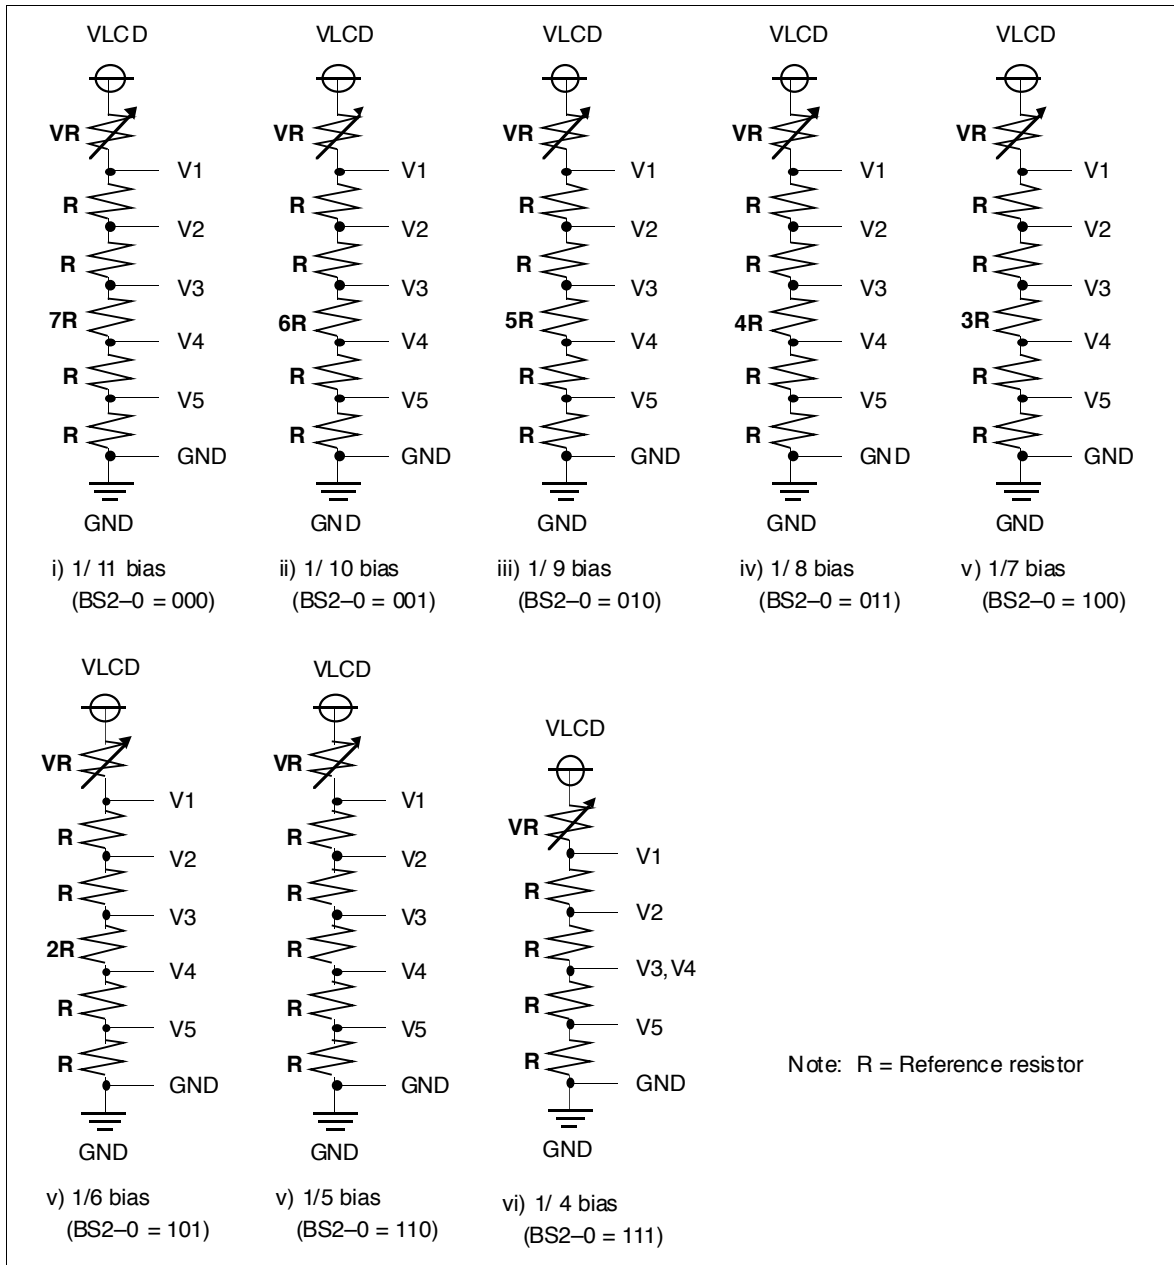 VLCD
VR
V1
R
V2
R
V3
7R
V4
R
V5
R
GND
GND
i) 1/ 11 bias
(BS2–0 = 000)
VLCD
VR
V1
R
V2
R
V3
6R
V4
R
V5
R
GND
GND
ii) 1/ 10 bias
(BS2–0 = 001)
VLCD
VR
V1
R
V2
R
V3
5R
V4
R
V5
R
GND
GND
iii) 1/ 9 bias
(BS2–0 = 010)
VLCD
VR
V1
R
V2
R
V3
4R
V4
R
V5
R
GND
GND
iv) 1/ 8 bias
(BS2–0 = 011)
VLCD
VR
V1
R
V2
R
V3
3R
V4
R
V5
R
GND
GND
v) 1/7 bias
(BS2–0 = 100)
VLCD
VR
V1
R
V2
R
V3
2R
V4
R
V5
R
GND
GND
v) 1/6 bias
(BS2–0 = 101)
VLCD
VR
V1
R
V2
R
V3
R
V4
R
V5
R
GND
GND
v) 1/5 bias
(BS2–0 = 110)
VLCD
VR
V1
R
V2
R
V3, V4
R
V5
R
GND
GND
vi) 1/ 4 bias
(BS2–0 = 111)
Note: R = Reference resistor